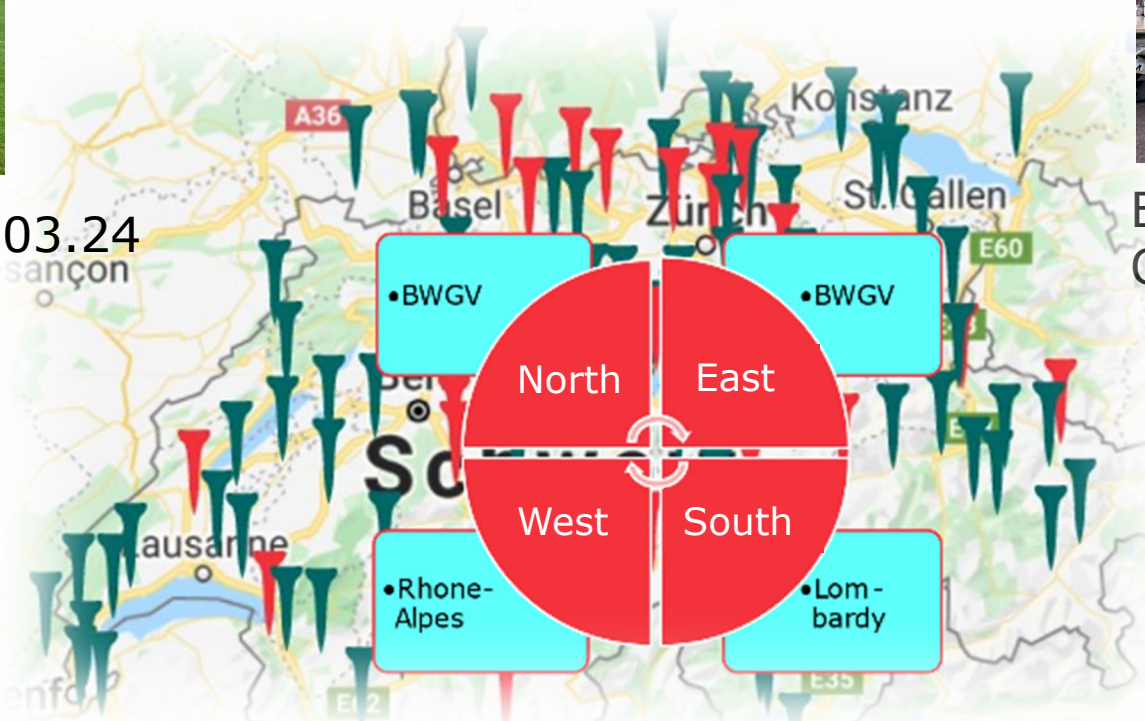 A36
Konstanz
Basel
Zürich
St. Gallen
03.24
sançon
E60
•BWGV
•BWGV
North
East
West
South
Lausanne
•Rhone-
Alpes
•Lom-
bardy
enf
E35